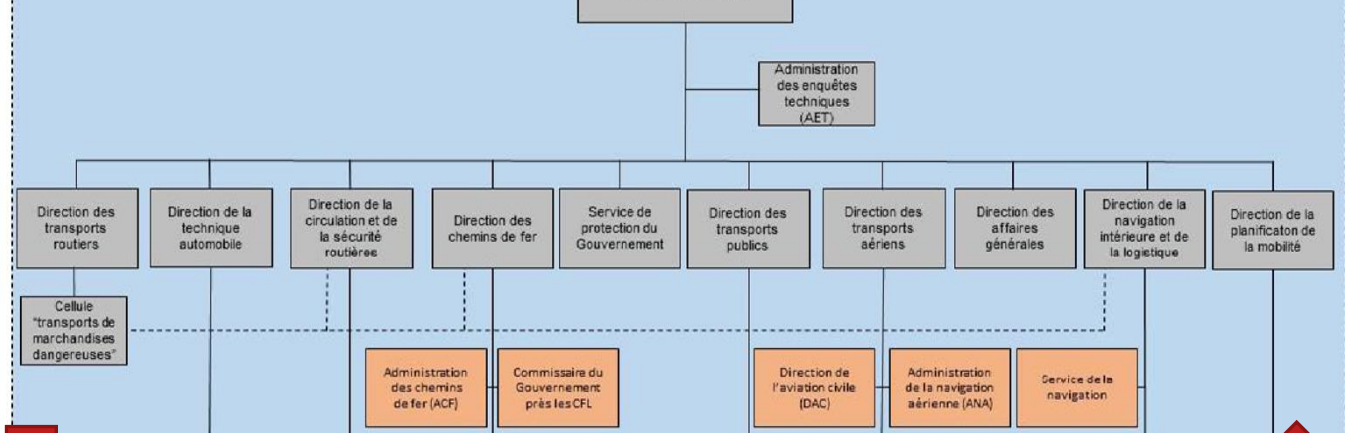 Administration
des enquêtes
techniques
(AET)
Direction des
transports
routiers
Direction de la
technique
automobile
Direction de la
circulation et de
la sécurité
routières
Direction des
chemins de fer
Service de
protection du
Gouvernement
Direction des
transports
publics
Direction des
transports
aériens
Direction des
affaires
générales
Direction de la
navigation
intérieure et de
la logistique
Direction de la
planificaton de
la mobilité
Cellule
"transports de
marchandises
dangereuses"
Administration
des chemins
de fer (ACF)
Commissaire du
Gouvernement
près les CFL
Direction de
l'aviation civile
(DAC)
Administration
de la navigation
aérienne (ANA)
Service de la
navigation